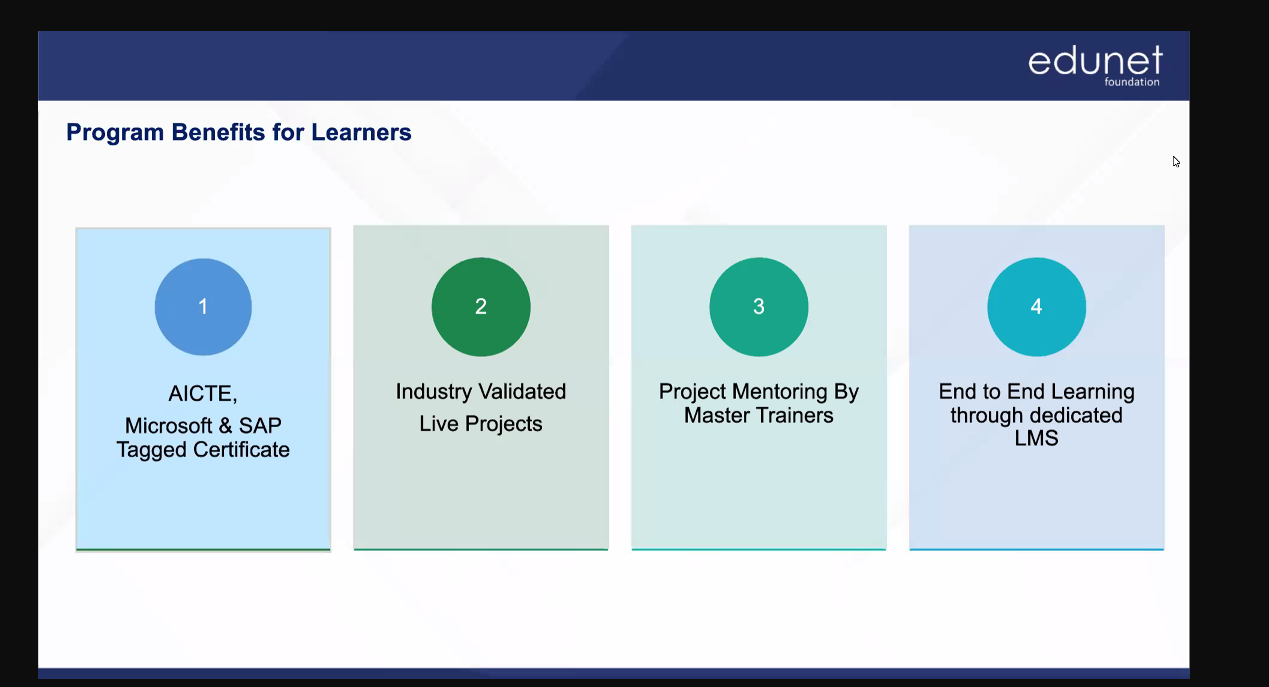 edunet
foundation
Program Benefits for Learners
1
AICTE,
Microsoft & SAP
Tagged Certificate
2
Industry Validated
Live Projects
3
Project Mentoring By
Master Trainers
4
End to End Learning
through dedicated
LMS